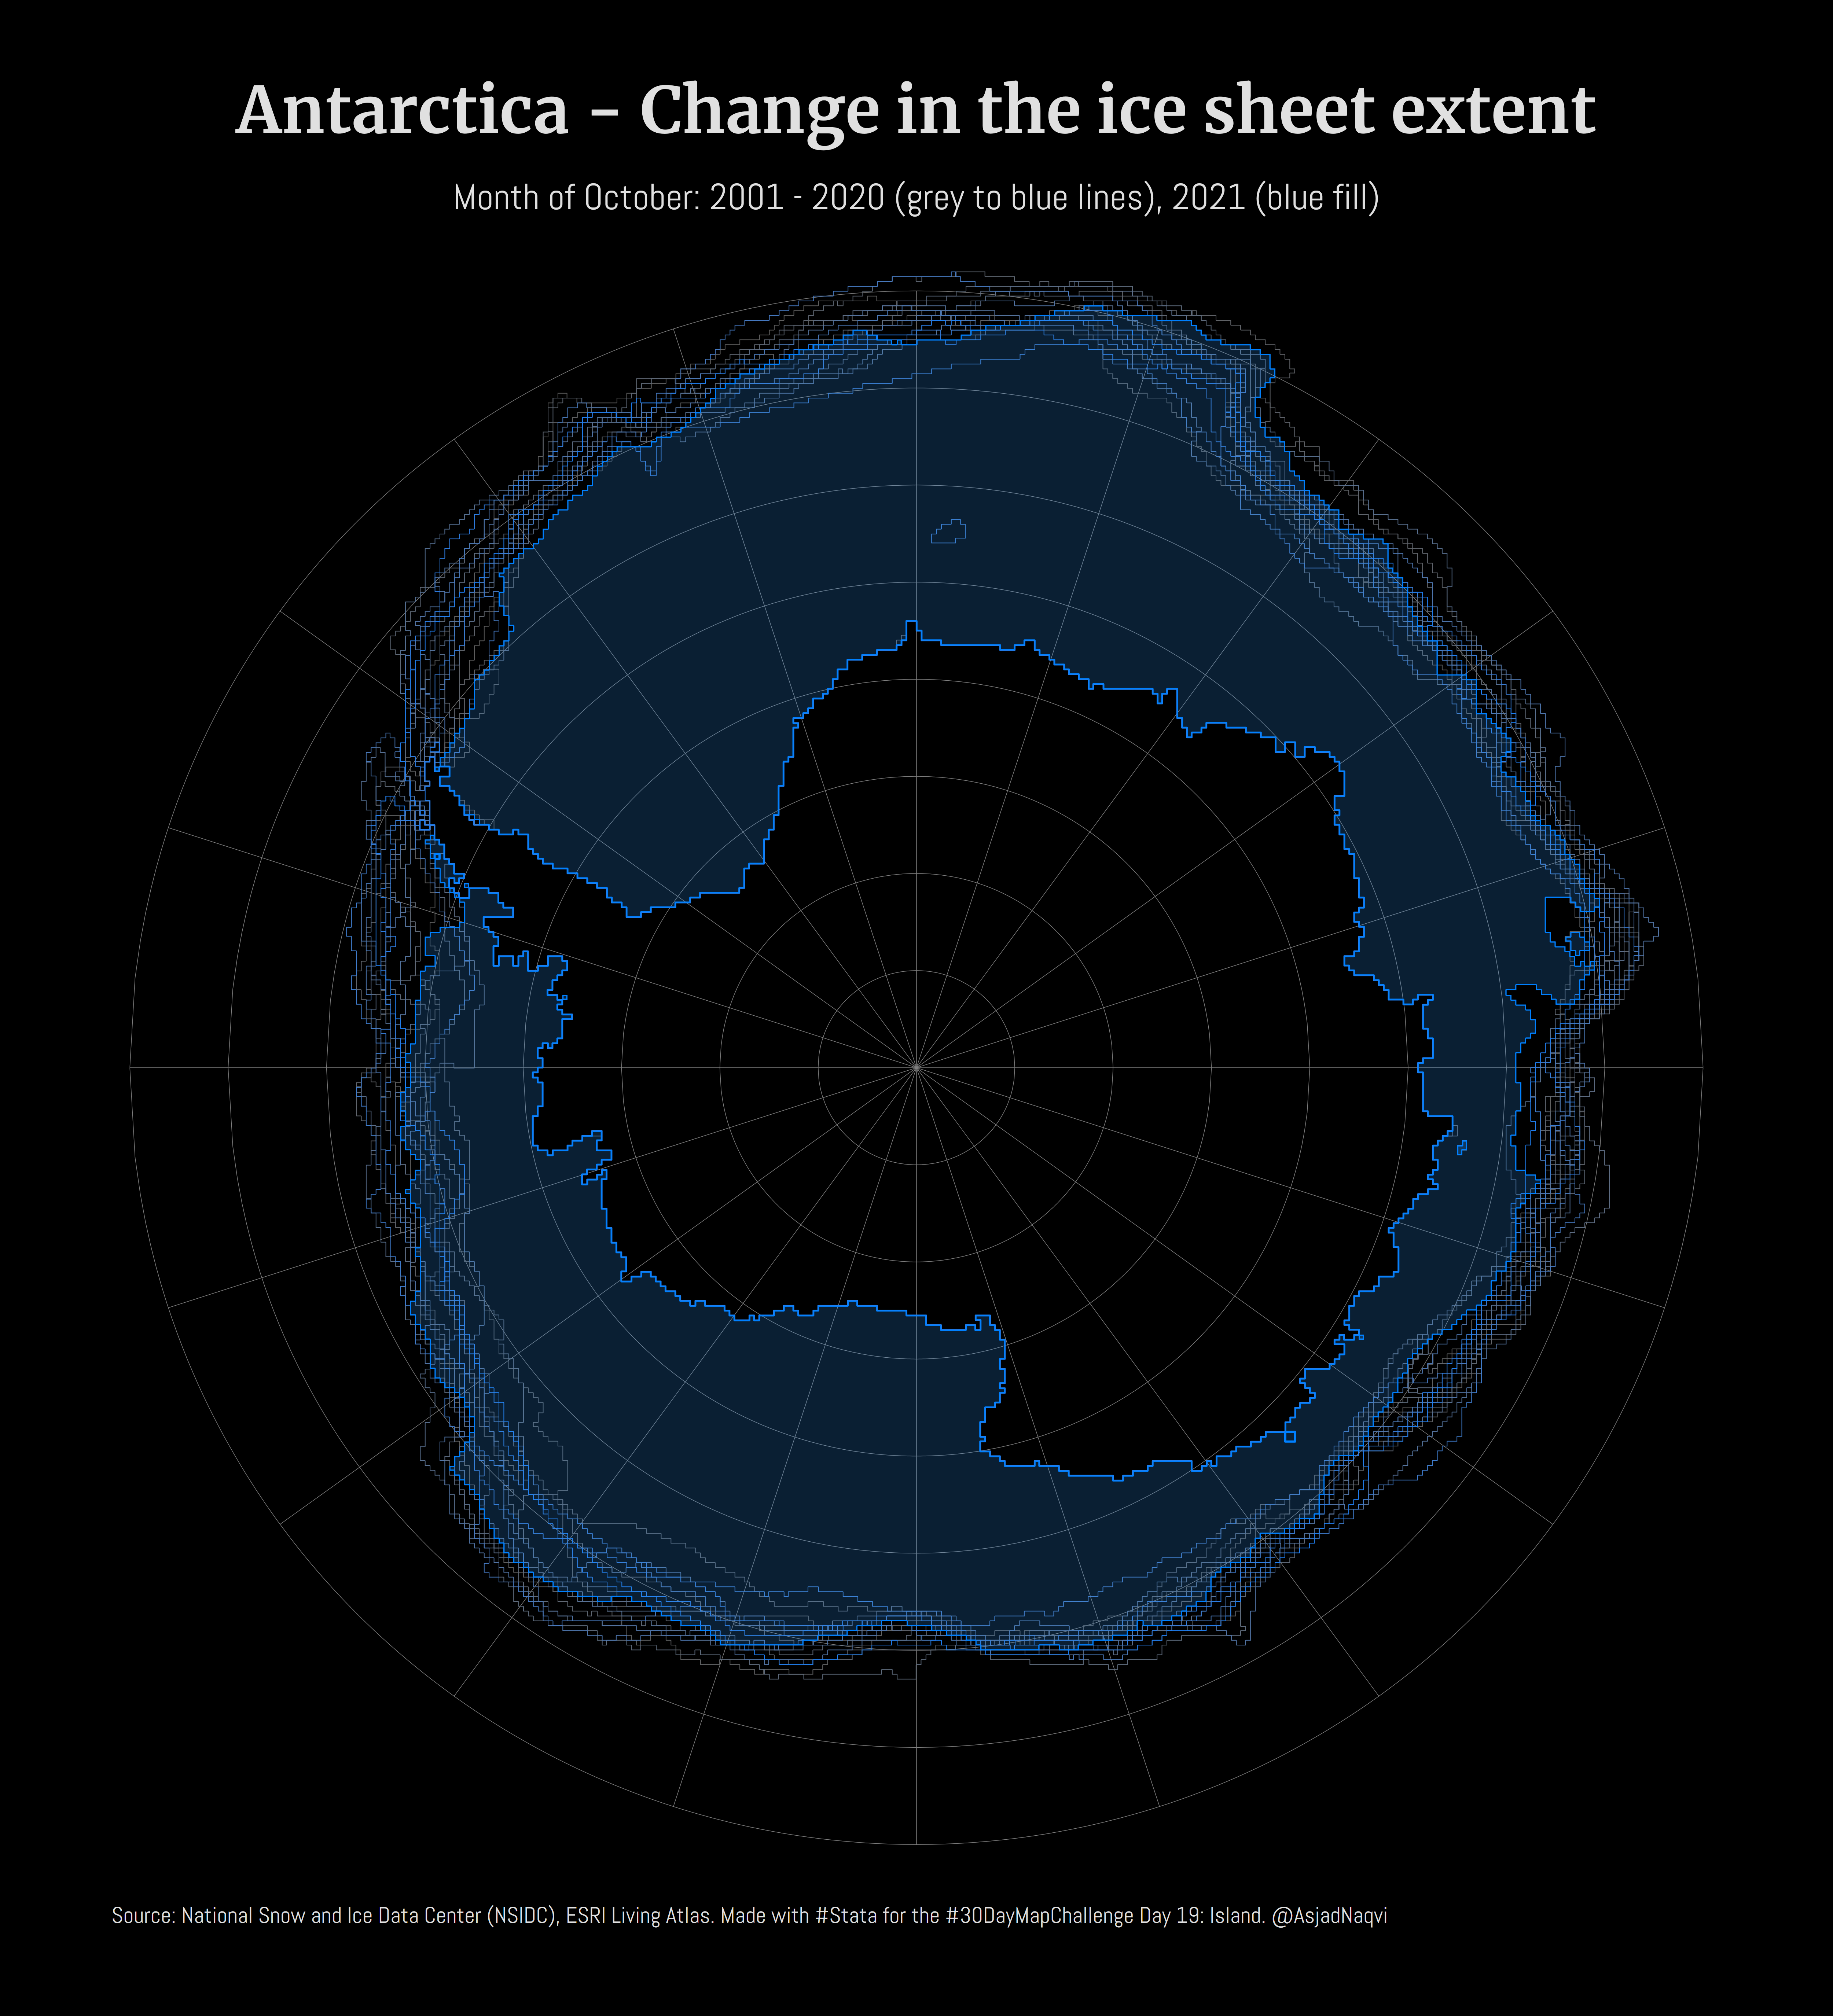 Antarctica - Change in the ice sheet extent
Month of October: 2001 - 2020 (grey to blue lines), 2021 (blue fill)
Source: National Snow and Ice Data Center (NSIDC), ESRI Living Atlas. Made with #Stata for the #30DayMapChallenge Day 19: Island. @AsjadNaqvi